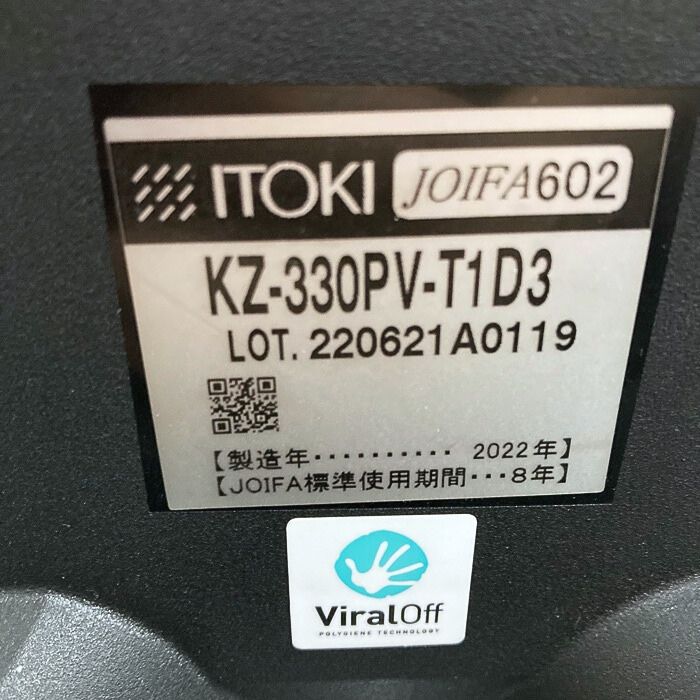 ITOKI JOIFA602
KZ-330PV-T1D3
LOT. 220621A0119
【製造年‥‥‥‥‥ 2022年】
【JOIFA標準使用期間…8年】
ViralOff
POLYGIENE TECHNOLOGY